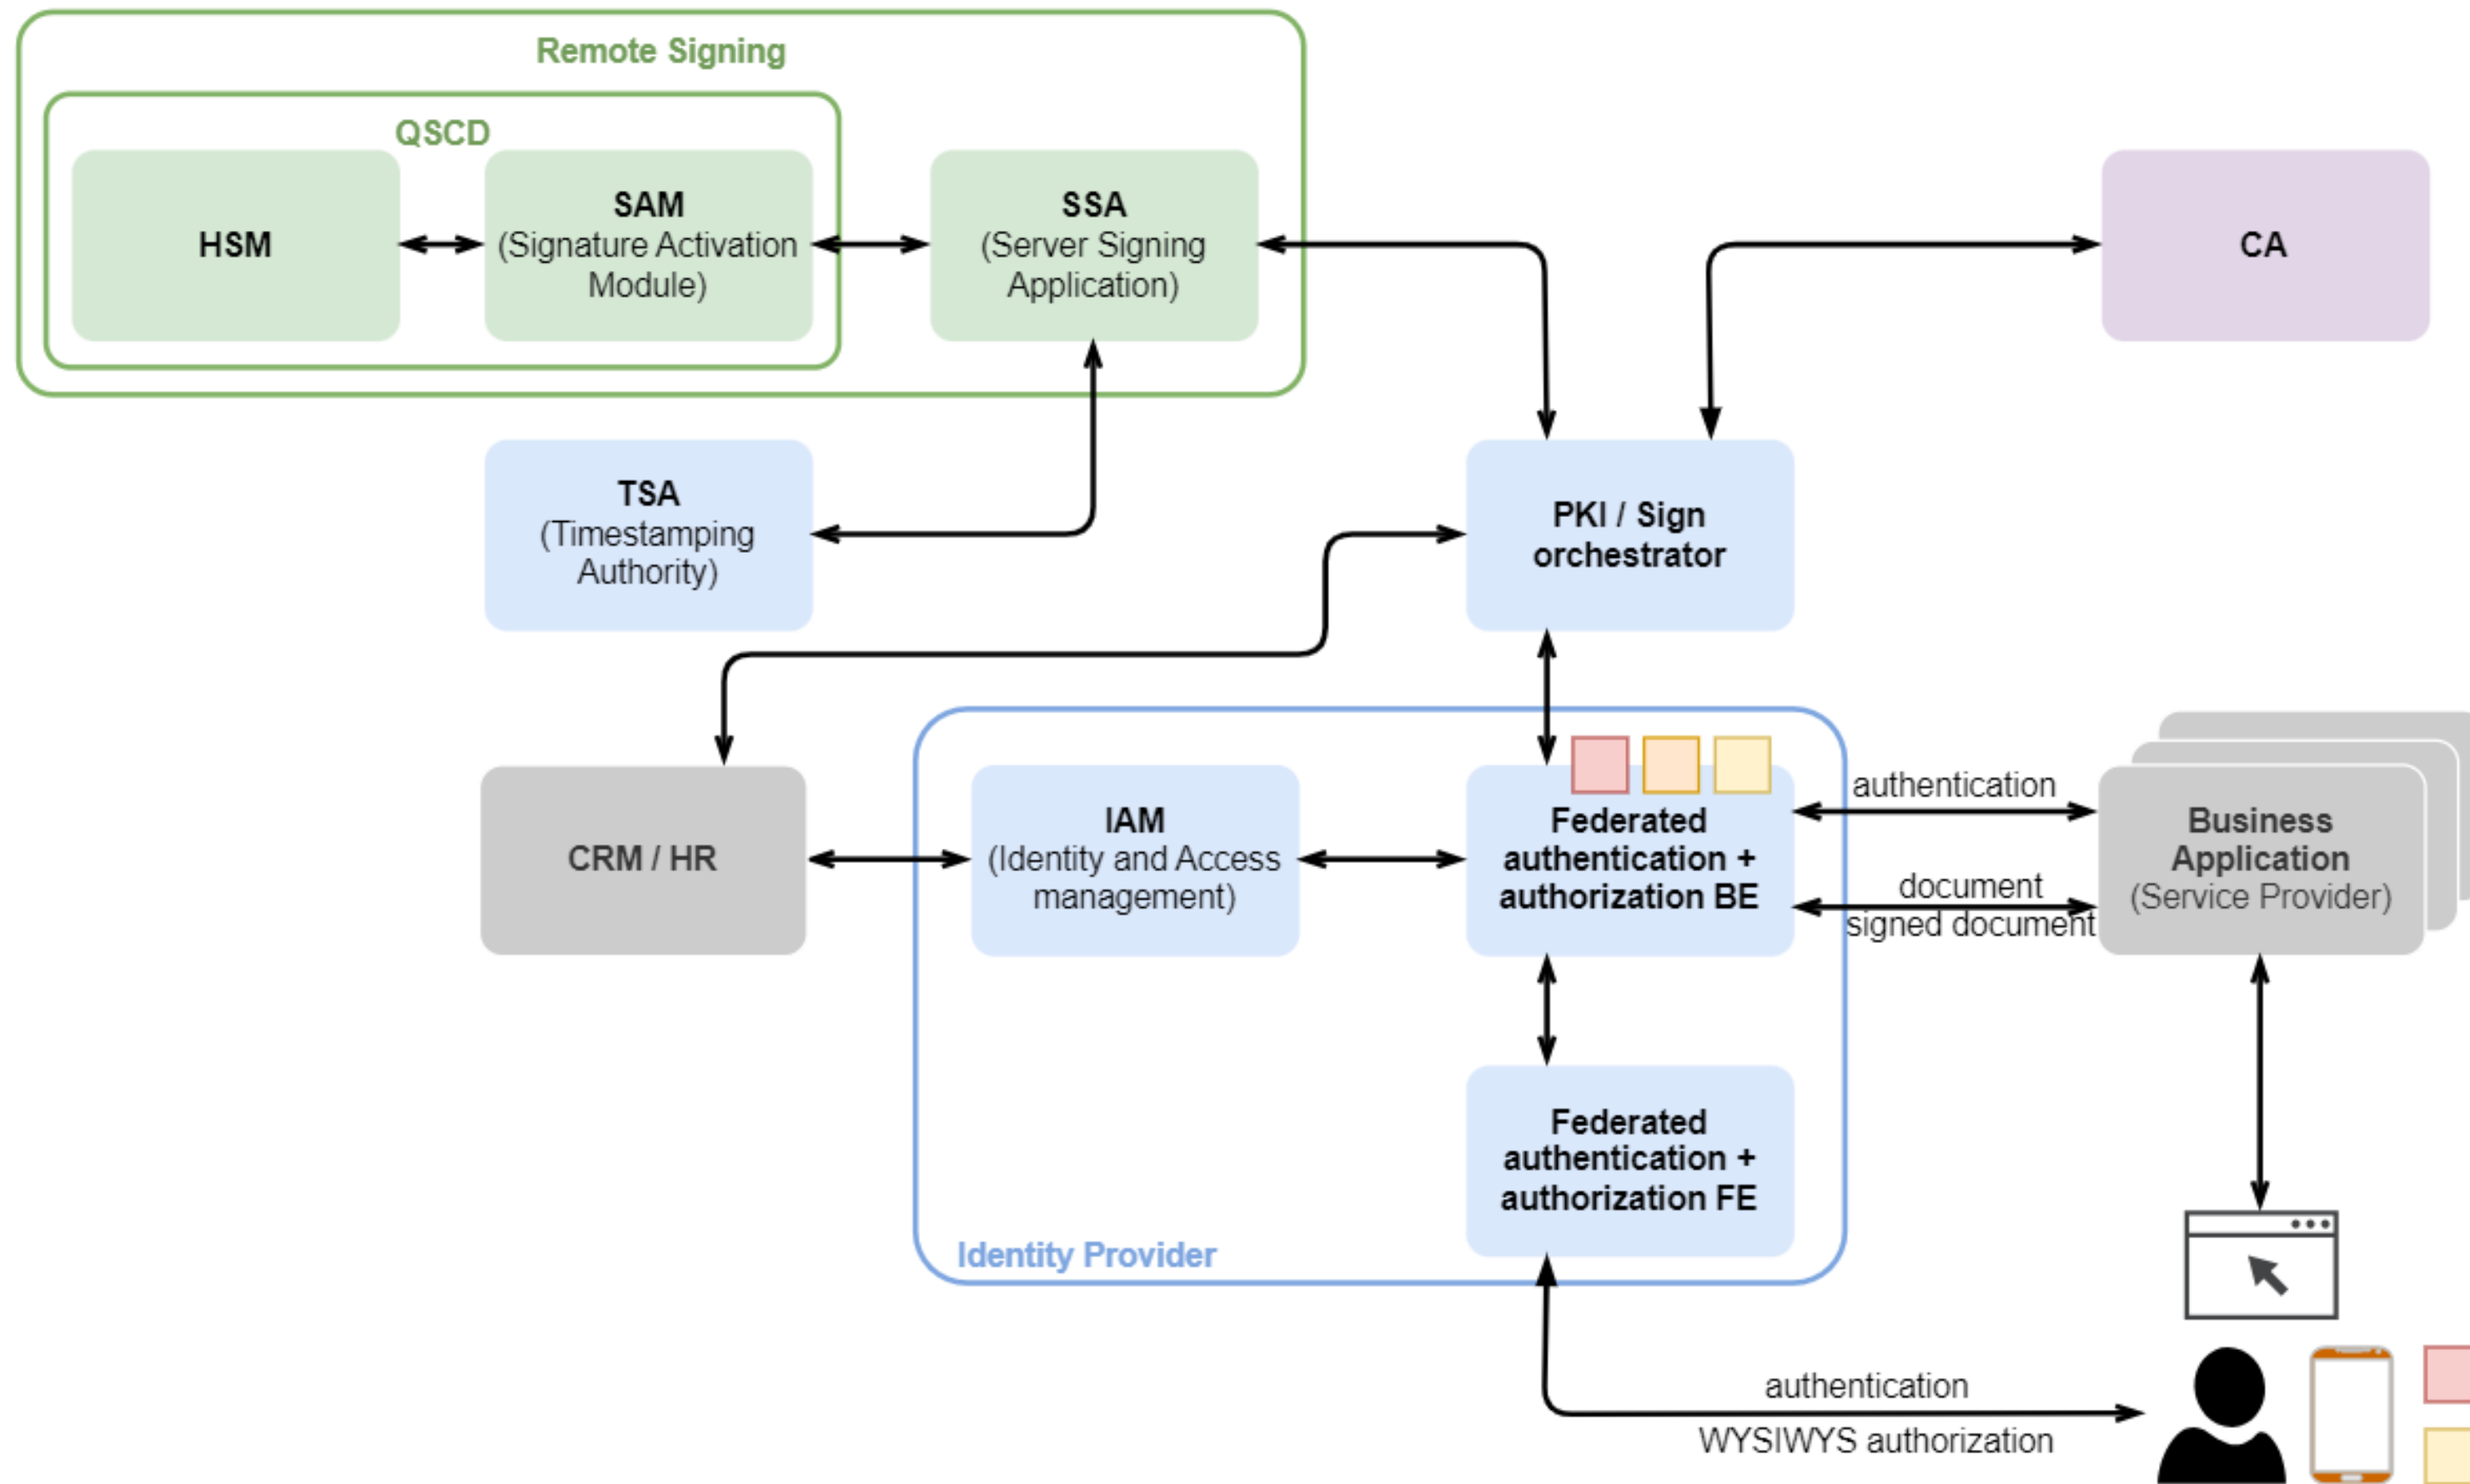 Remote Signing
QSCD
HSM
SAM
(Signature Activation
Module)
SSA
(Server Signing
Application)
CA
TSA
(Timestamping
Authority)
PKI / Sign
orchestrator
CRM / HR
IAM
(Identity and Access
management)
Federated
authentication +
authorization BE
authentication
document
signed document
Business
Application
(Service Provider)
Federated
authentication +
authorization FE
Identity Provider
authentication
WYSIWYS authorization